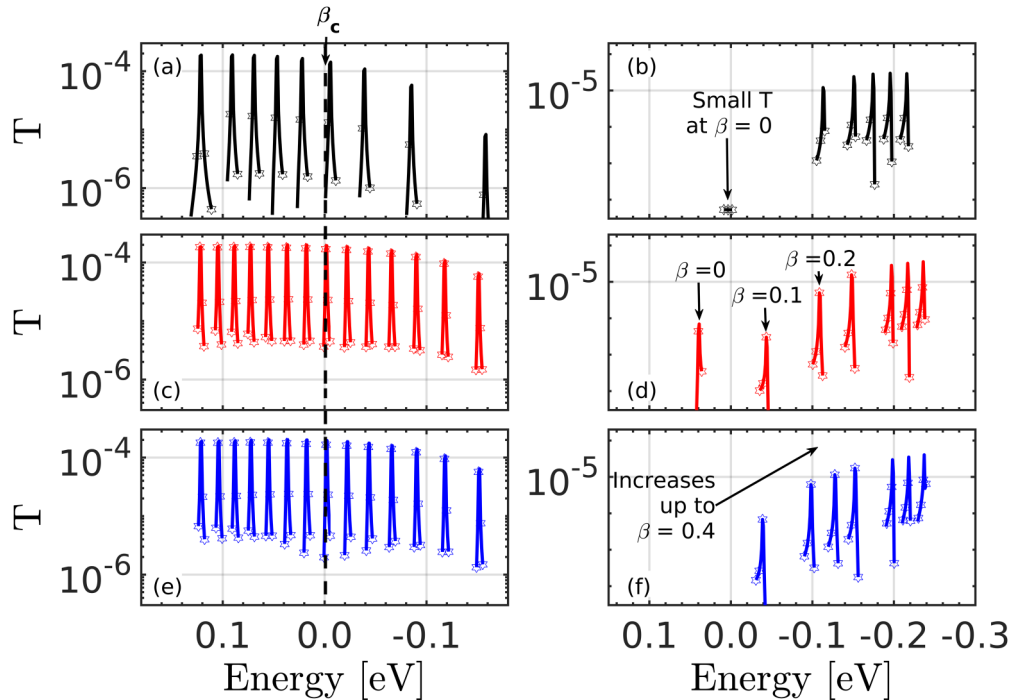 β_c
T
10^-4
10^-6
(a)
(b)
10^-5
Small T
at β = 0
T
10^-4
10^-6
(c)
(d)
10^-5
β =0
β =0.1
β =0.2
T
10^-4
10^-6
(e)
(f)
10^-5
Increases
up to
β = 0.4
0.1 0.0 -0.1
0.1 0.0 -0.1 -0.2 -0.3
Energy [eV]
Energy [eV]